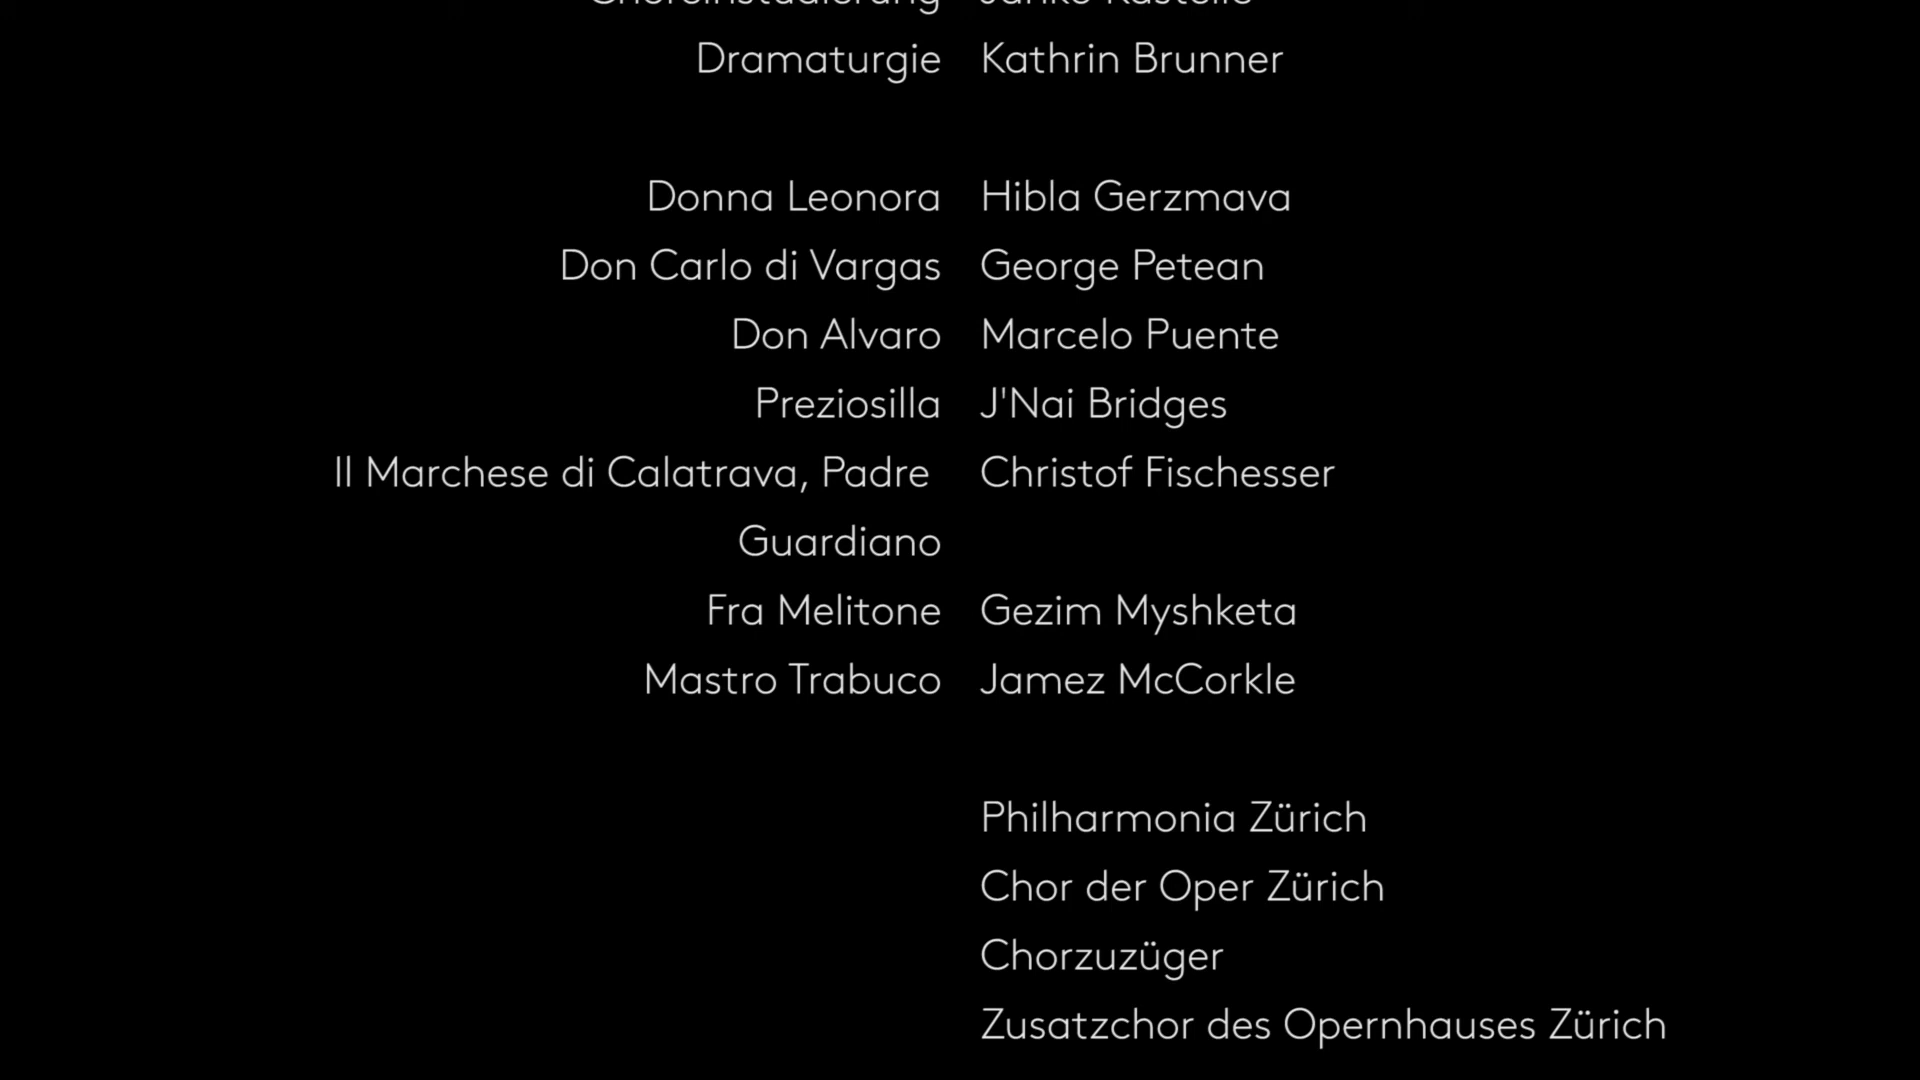 Dramaturgie Kathrin Brunner
Donna Leonora Hibla Gerzmava
Don Carlo di Vargas George Petean
Don Alvaro Marcelo Puente
Preziosilla J'Nai Bridges
Il Marchese di Calatrava, Padre Christof Fischesser
Guardiano
Fra Melitone Gezim Myshketa
Mastro Trabuco Jamez McCorkle
Philharmonia Zürich
Chor der Oper Zürich
Chorzuzüger
Zusatzchor des Opernhauses Zürich